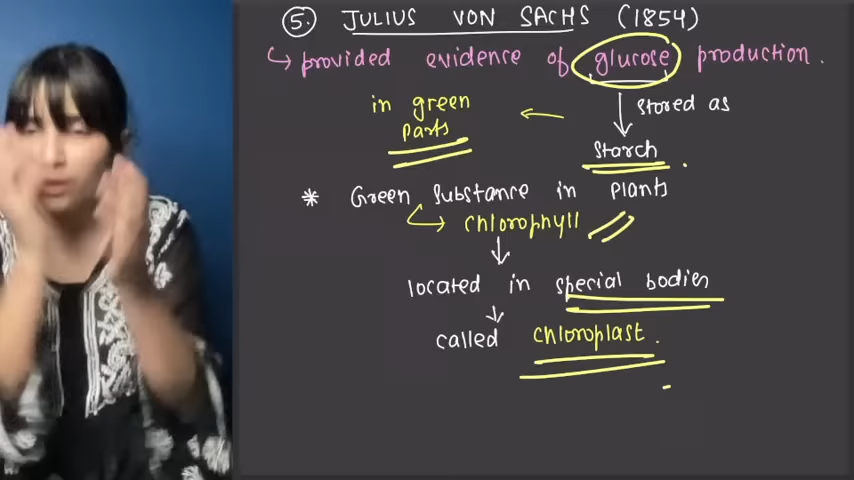 5. JULIUS VON SACHS (1854)
↳ provided evidence of glucose production.
in green ← ↓ stored as
parts
starch.
* Green substance in plants
↳ chlorophyll
↓
located in special bodies
↓
called chloroplast.